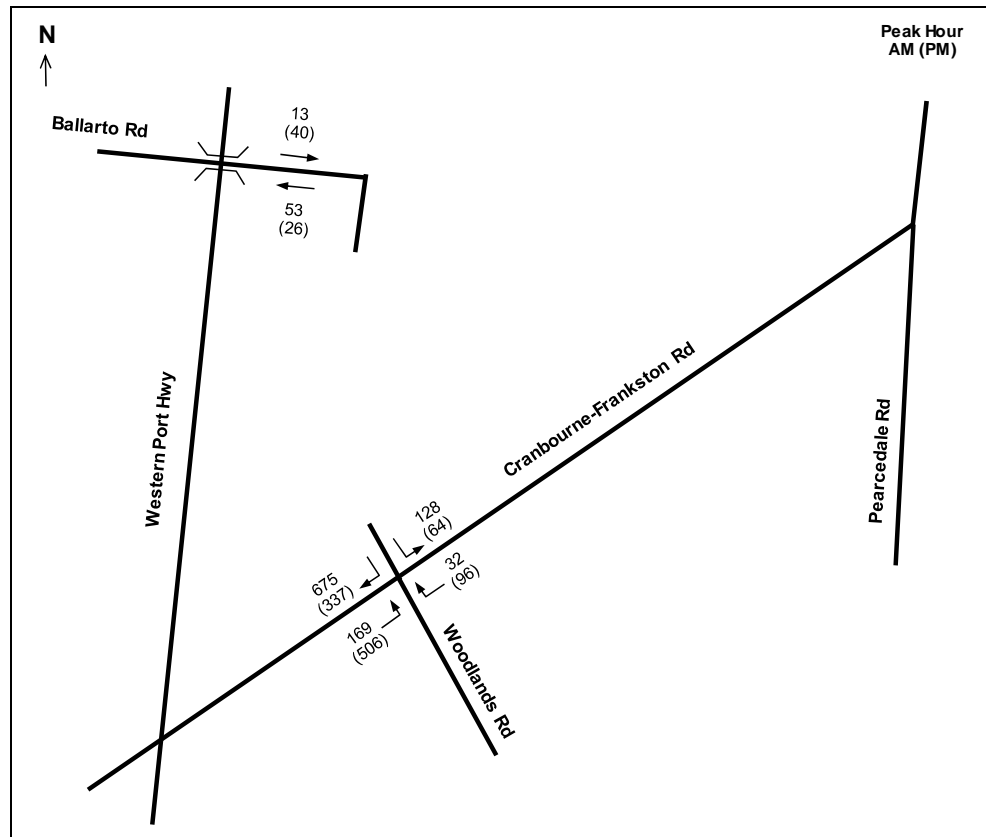 N
Peak Hour
AM (PM)
Ballarto Rd
13
(40)
53
(26)
Western Port Hwy
Cranbourne-Frankston Rd
Pearcedale Rd
128
(64)
32
(96)
675
(337)
169
(506)
Woodlands Rd